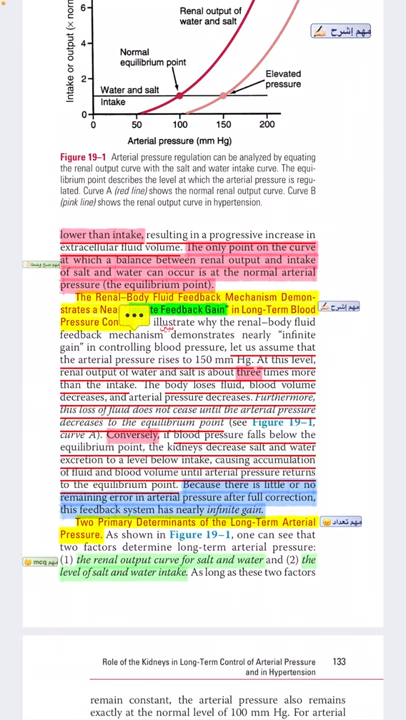 6
4
2
0
Intake or output (× norm
Renal output of
water and salt
Normal
equilibrium point
Elevated
pressure
Water and salt
Intake
0 50 100 150 200
Arterial pressure (mm Hg)
مهم إشرح
Figure 19–1 Arterial pressure regulation can be analyzed by equating
the renal output curve with the salt and water intake curve. The equi-
librium point describes the level at which the arterial pressure is regu-
lated. Curve A (red line) shows the normal renal output curve. Curve B
(pink line) shows the renal output curve in hypertension.
lower than intake, resulting in a progressive increase in
extracellular fluid volume. The only point on the curve
at which a balance between renal output and intake
of salt and water can occur is at the normal arterial
pressure (the equilibrium point).
The Renal–Body Fluid Feedback Mechanism Demon-
strates a Nea te Feedback Gain" in Long-Term Blood
مهم إشرح
Pressure Con illustrate why the renal–body fluid
feedback mechanism demonstrates nearly “infinite
gain” in controlling blood pressure, let us assume that
the arterial pressure rises to 150 mm Hg. At this level,
renal output of water and salt is about three times more
than the intake. The body loses fluid, blood volume
decreases, and arterial pressure decreases. Furthermore,
this loss of fluid does not cease until the arterial pressure
decreases to the equilibrium point (see Figure 19–1,
curve A). Conversely, if blood pressure falls below the
equilibrium point, the kidneys decrease salt and water
excretion to a level below intake, causing accumulation
of fluid and blood volume until arterial pressure returns
to the equilibrium point. Because there is little or no
remaining error in arterial pressure after full correction,
this feedback system has nearly infinite gain.
Two Primary Determinants of the Long-Term Arterial
مهم تعداد
Pressure. As shown in Figure 19–1, one can see that
two factors determine long-term arterial pressure:
مهم mcq
(1) the renal output curve for salt and water and (2) the
level of salt and water intake. As long as these two factors
Role of the Kidneys in Long-Term Control of Arterial Pressure 133
and in Hypertension
remain constant, the arterial pressure also remains
exactly at the normal level of 100 mm Hg. For arterial